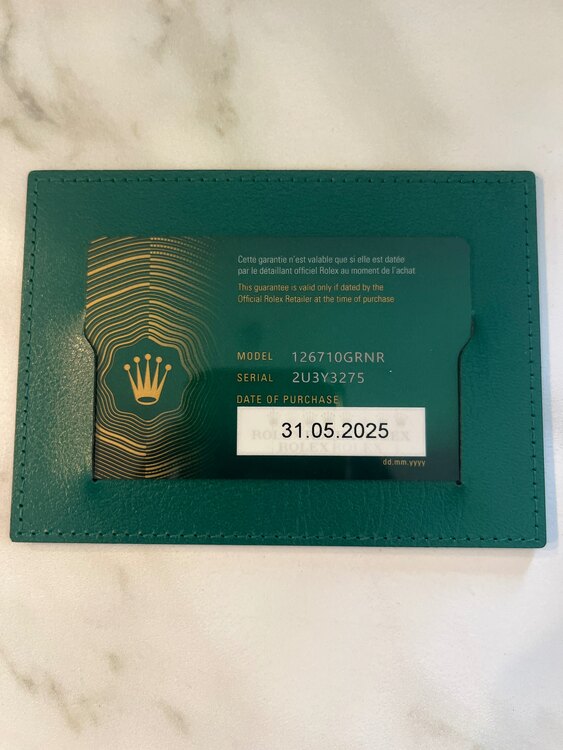 Cette garantie n'est valable que si elle est datée
par le détaillant officiel Rolex au moment de l'achat
This guarantee is valid only if dated by the
Official Rolex Retailer at the time of purchase
MODEL 126710GRNR
SERIAL 2U3Y3275
DATE OF PURCHASE
31.05.2025
ROLEX ROLEX
dd.mm.yyyy